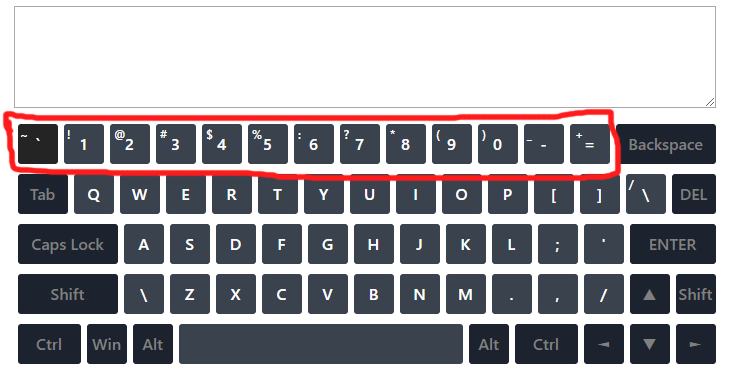 ~ ` ! 1 @ 2 # 3 $ 4 % 5 : 6 ? 7 * 8 ( 9 ) 0 _ - + = Backspace
Tab Q W E R T Y U I O P [ ] / \ DEL
Caps Lock A S D F G H J K L ; ' ENTER
Shift \ Z X C V B N M . , / ▲ Shift
Ctrl Win Alt Alt Ctrl ◄ ▼ ►